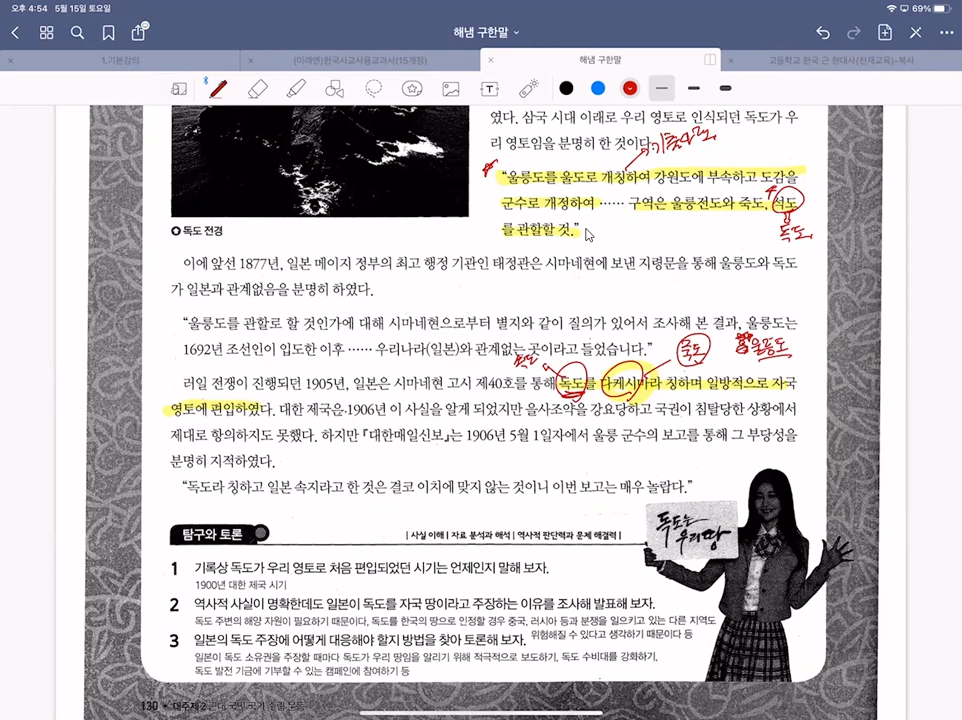 오후 4:54 5월 15일 토요일
69%
해냄 구한말
1.기본강의
(미래엔)한국사교사용교과서(15개정)
해냄 구한말
고등학교 한국 근 현대사(천재교육)-복사
였다. 삼국 시대 이래로 우리 영토로 인식되던 독도가 우
리 영토임을 분명히 한 것이다.
"울릉도를 울도로 개칭하여 강원도에 부속하고 도감을
군수로 개정하여 …… 구역은 울릉전도와 죽도, 석도
를 관할할 것."
독도
독도 전경
이에 앞선 1877년, 일본 메이지 정부의 최고 행정 기관인 태정관은 시마네현에 보낸 지령문을 통해 울릉도와 독도
가 일본과 관계없음을 분명히 하였다.
"울릉도를 관할로 할 것인가에 대해 시마네현으로부터 별지와 같이 질의가 있어서 조사해 본 결과, 울릉도는
1692년 조선인이 입도한 이후 …… 우리나라(일본)와 관계없는 곳이라고 들었습니다."
죽도
울릉도
러일 전쟁이 진행되던 1905년, 일본은 시마네현 고시 제40호를 통해 독도를 다케시마라 칭하며 일방적으로 자국
영토에 편입하였다. 대한 제국은 1906년 이 사실을 알게 되었지만 을사조약을 강요당하고 국권이 침탈당한 상황에서
제대로 항의하지도 못했다. 하지만 『대한매일신보』는 1906년 5월 1일자에서 울릉 군수의 보고를 통해 그 부당성을
분명히 지적하였다.
"독도라 칭하고 일본 속지라고 한 것은 결코 이치에 맞지 않는 것이니 이번 보고는 매우 놀랍다."
독도는
우리땅
탐구와 토론
| 사실 이해 | 자료 분석과 해석 | 역사적 판단력과 문제 해결력 |
1 기록상 독도가 우리 영토로 처음 편입되었던 시기는 언제인지 말해 보자.
1900년 대한 제국 시기
2 역사적 사실이 명확한데도 일본이 독도를 자국 땅이라고 주장하는 이유를 조사해 발표해 보자.
독도 주변의 해양 자원이 필요하기 때문이다, 독도를 한국의 땅으로 인정할 경우 중국, 러시아 등과 분쟁을 일으키고 있는 다른 지역도
위험해질 수 있다고 생각하기 때문이다 등
3 일본의 독도 주장에 어떻게 대응해야 할지 방법을 찾아 토론해 보자.
일본이 독도 소유권을 주장할 때마다 독도가 우리 땅임을 알리기 위해 적극적으로 보도하기, 독도 수비대를 강화하기,
독도 발전 기금에 기부할 수 있는 캠페인에 참여하기 등
130